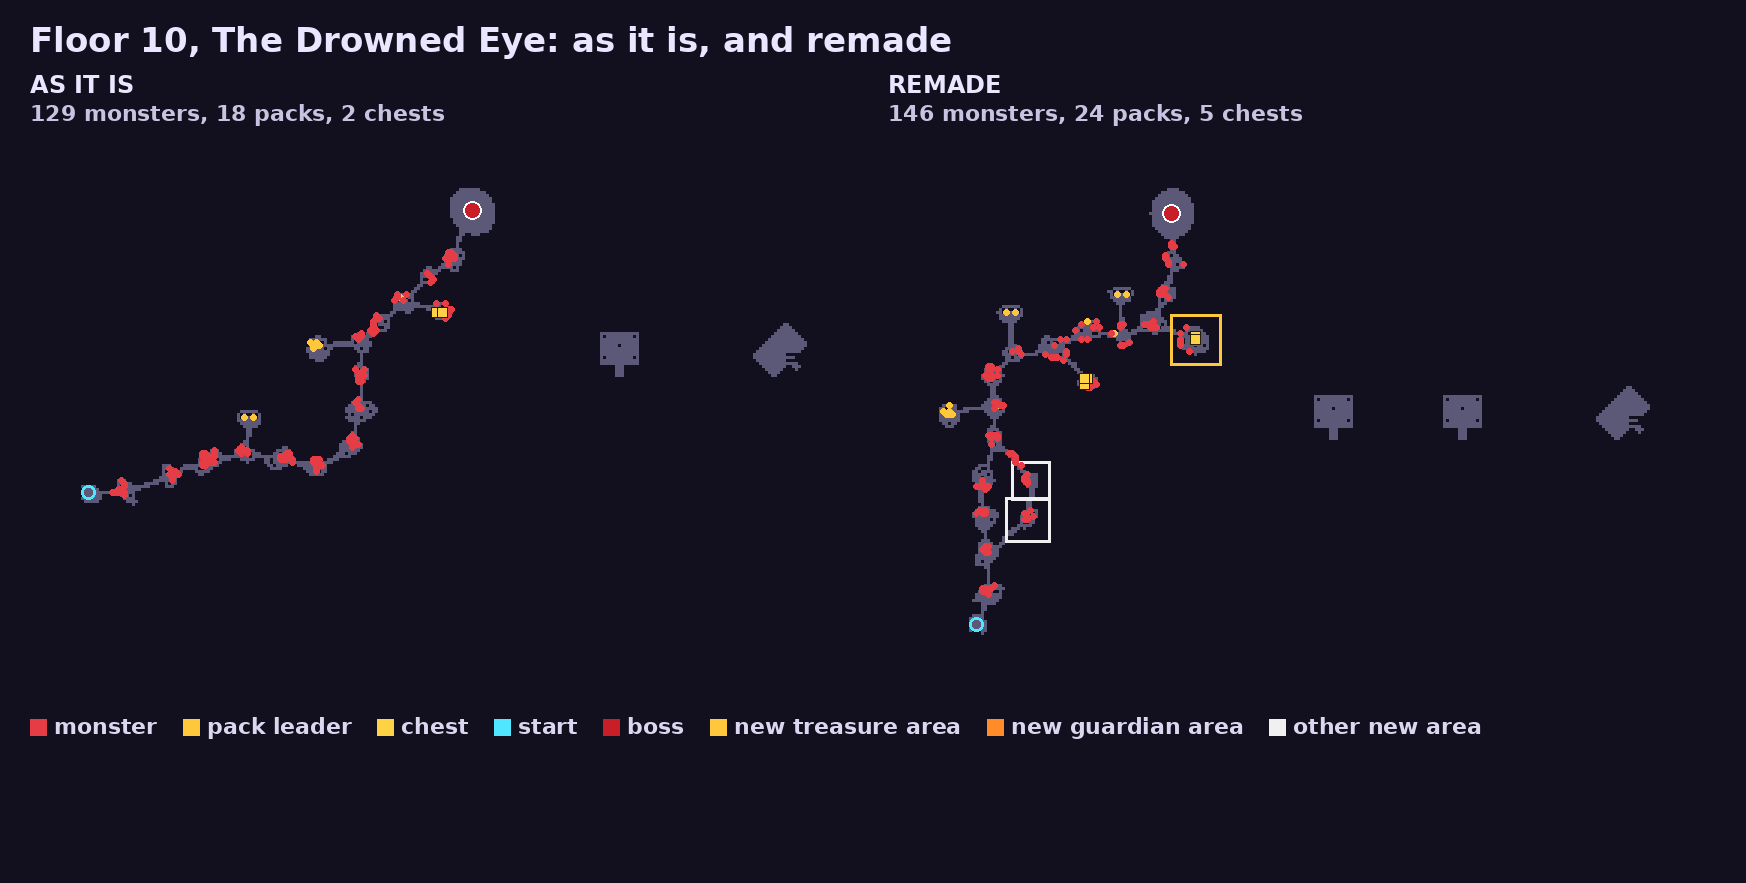 Floor 10, The Drowned Eye: as it is, and remade
AS IT IS
129 monsters, 18 packs, 2 chests
REMADE
146 monsters, 24 packs, 5 chests
monster pack leader chest start boss new treasure area new guardian area other new area